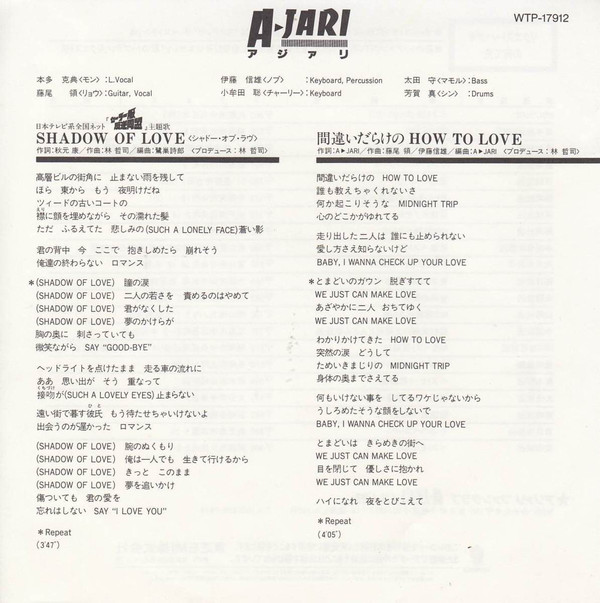 A▶JARI
アジャリ
WTP-17912
本多 克典〈モン〉:L.Vocal
伊藤 信雄〈ノブ〉:Keyboard, Percussion
太田 守〈マモル〉:Bass
藤尾 領〈リョウ〉:Guitar, Vocal
小牟田 聡〈チャーリー〉:Keyboard
芳賀 真〈シン〉:Drums
日本テレビ系全国ネット「セーラー服反逆同盟」主題歌
SHADOW OF LOVE〈シャドー・オブ・ラヴ〉
作詞:秋元 康/作曲:林 哲司/編曲:鷺巣詩郎 〈プロデュース:林 哲司〉
高層ビルの街角に 止まない雨を残して
ほら 東から もう 夜明けだね
ツィードの古いコートの
襟に顔を埋めながら その濡れた髪
ただ ふるえてた 悲しみの(SUCH A LONELY FACE)蒼い影
君の背中 今 ここで 抱きしめたら 崩れそう
俺達の終わらない ロマンス
*(SHADOW OF LOVE) 瞳の涙
(SHADOW OF LOVE) 二人の若さを 責めるのはやめて
(SHADOW OF LOVE) 君がなくした
(SHADOW OF LOVE) 夢のかけらが
胸の奥に 刺さっていても
微笑ながら SAY “GOOD-BYE”
ヘッドライトを点けたまま 走る車の流れに
ああ 思い出が そう 重なって
接吻が(SUCH A LOVELY EYES)止まらない
遠い街で暮す彼氏 もう待たせちゃいけないよ
出会うのが遅かった ロマンス
(SHADOW OF LOVE) 腕のぬくもり
(SHADOW OF LOVE) 俺は一人でも 生きて行けるから
(SHADOW OF LOVE) きっと このまま
(SHADOW OF LOVE) 夢を追いかけ
傷ついても 君の愛を
忘れはしない SAY “I LOVE YOU”
*Repeat
(3'47")
間違いだらけの HOW TO LOVE
作詞:A▶JARI/作曲:藤尾 領/伊藤信雄/編曲:A▶JARI 〈プロデュース:林 哲司〉
間違いだらけの HOW TO LOVE
誰も教えちゃくれないさ
何か起こりそうな MIDNIGHT TRIP
心のどこかがゆれてる
走り出した二人は 誰にも止められない
愛し方さえ知らないけど
BABY, I WANNA CHECK UP YOUR LOVE
*とまどいのガウン 脱ぎすてて
WE JUST CAN MAKE LOVE
あざやかに二人 おちてゆく
WE JUST CAN MAKE LOVE
わかりかけてきた HOW TO LOVE
突然の涙 どうして
ためいきまじりの MIDNIGHT TRIP
身体の奥までさえてる
何もいけない事を してるワケじゃないから
うしろめたそうな顔をしないで
BABY, I WANNA CHECK UP YOUR LOVE
とまどいは きらめきの街へ
WE JUST CAN MAKE LOVE
目を閉じて 優しさに抱かれ
WE JUST CAN MAKE LOVE
ハイになれ 夜をとびこえて
*Repeat
(4'05")